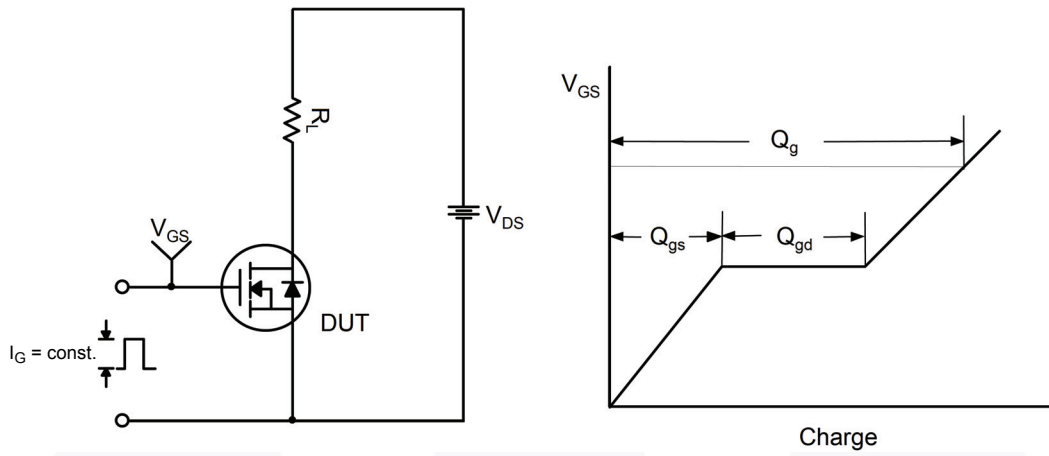 R_L
V_GS
V_DS
DUT
I_G = const.
V_GS
Q_g
Q_gs
Q_gd
Charge